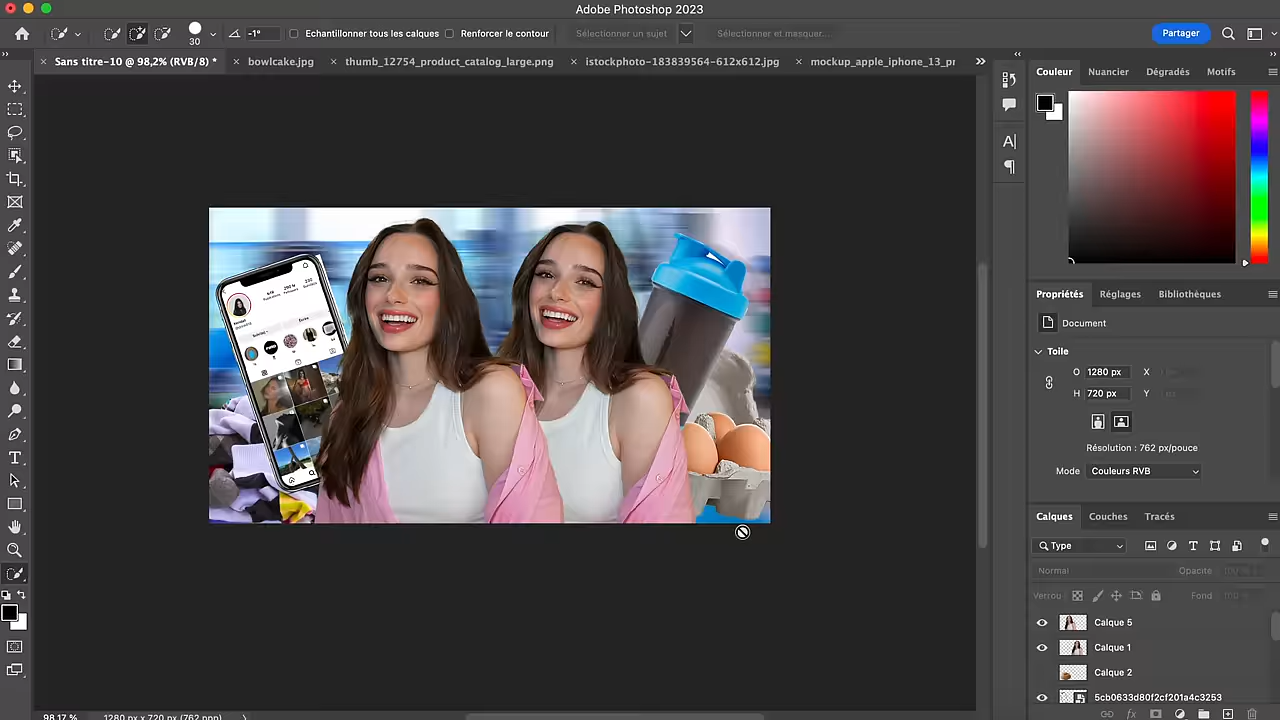 Adobe Photoshop 2023
30
-1°
Echantillonner tous les calques
Renforcer le contour
Sélectionner un sujet
Sélectionner et masquer...
Partager
Sans titre-10 @ 98,2% (RVB/8) *
bowlcake.jpg
thumb_12754_product_catalog_large.png
istockphoto-183839564-612x612.jpg
mockup_apple_iphone_13_pr
Couleur
Nuancier
Dégradés
Motifs
Propriétés
Réglages
Bibliothèques
Document
Toile
O 1280 px X
H 720 px Y
Résolution : 762 px/pouce
Mode Couleurs RVB
Calques
Couches
Tracés
Type
Normal
Opacité : 100 %
Verrou :
Fond : 100 %
Calque 5
Calque 1
Calque 2
5cb0633d80f2cf201a4c3253
98,17 %
1280 px x 720 px (762 ppp)